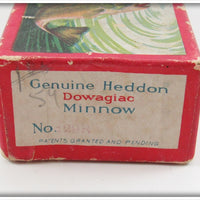 Genuine Heddon
Dowagiac
Minnow
No.
PATENTS GRANTED AND PENDING